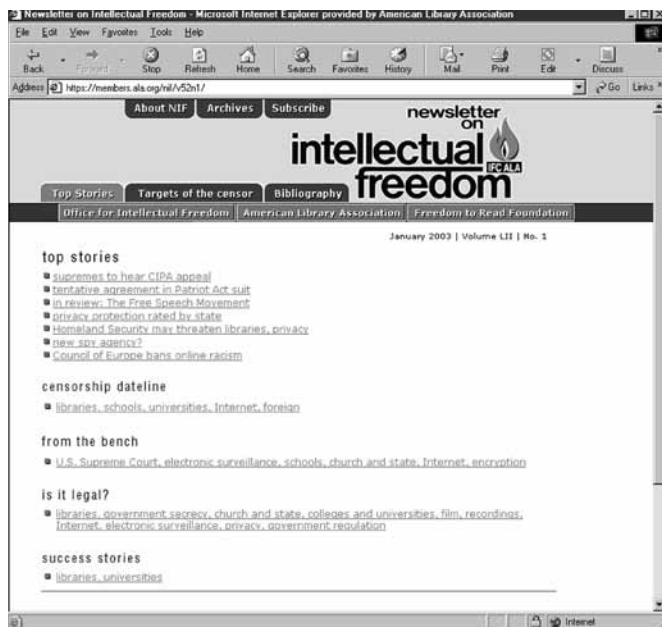 Newsletter on Intellectual Freedom - Microsoft Internet Explorer provided by American Library Association
File Edit View Favorites Tools Help
Back Forward Stop Refresh Home Search Favorites History Mail Print Edit Discuss
Address https://members.ala.org/nif/v52n1/ Go Links »
About NIF Archives Subscribe
newsletter
on
intellectual
IFC ALA
freedom
Top Stories Targets of the censor Bibliography
Office for Intellectual Freedom American Library Association Freedom to Read Foundation
January 2003 | Volume LII | No. 1
top stories
supremes to hear CIPA appeal
tentative agreement in Patriot Act suit
in review: The Free Speech Movement
privacy protection rated by state
Homeland Security may threaten libraries, privacy
new spy agency?
Council of Europe bans online racism
censorship dateline
libraries, schools, universities, Internet, foreign
from the bench
U.S. Supreme Court, electronic surveillance, schools, church and state, Internet, encryption
is it legal?
libraries, government secrecy, church and state, colleges and universities, film, recordings,
Internet, electronic surveillance, privacy, government regulation
success stories
libraries, universities
Internet